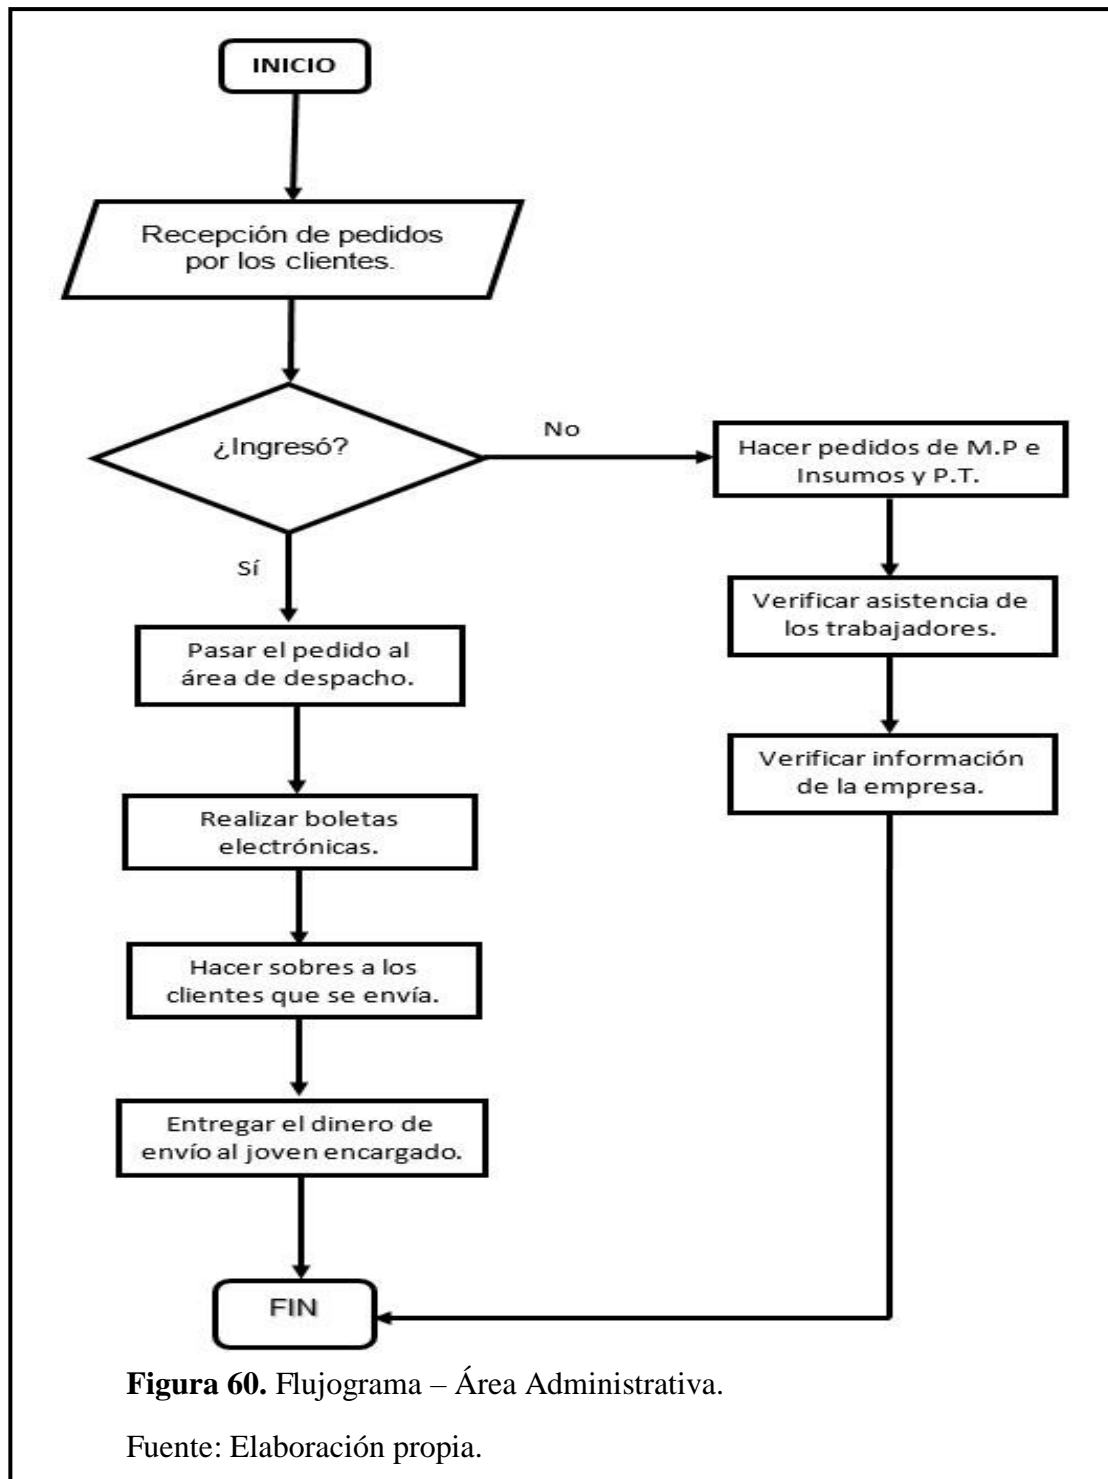 INICIO
Recepción de pedidos
por los clientes.
¿Ingresó?
No
Hacer pedidos de M.P e
Insumos y P.T.
Verificar asistencia de
los trabajadores.
Verificar información
de la empresa.
Sí
Pasar el pedido al
área de despacho.
Realizar boletas
electrónicas.
Hacer sobres a los
clientes que se envía.
Entregar el dinero de
envío al joven encargado.
FIN
Figura 60. Flujograma – Área Administrativa.
Fuente: Elaboración propia.